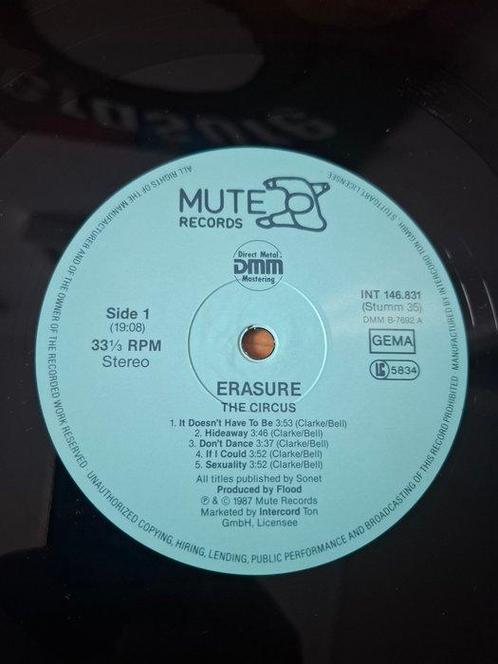 erasure
MUTE
RECORDS
Direct Metal
DMM
Mastering
Side 1
(19:08)
33⅓ RPM
Stereo
INT 146.831
(Stumm 35)
DMM B-7692 A
GEMA
LC 5834
ERASURE
THE CIRCUS
1. It Doesn't Have To Be 3:53 (Clarke/Bell)
2. Hideaway 3:46 (Clarke/Bell)
3. Don't Dance 3:37 (Clarke/Bell)
4. If I Could 3:52 (Clarke/Bell)
5. Sexuality 3:52 (Clarke/Bell)
All titles published by Sonet
Produced by Flood
℗ & © 1987 Mute Records
Marketed by Intercord Ton
GmbH, Licensee
ALL RIGHTS OF THE MANUFACTURER AND OF THE OWNER OF THE RECORDED WORK RESERVED · UNAUTHORIZED COPYING, HIRING, LENDING, PUBLIC PERFORMANCE AND BROADCASTING OF THIS RECORD PROHIBITED · MANUFACTURED BY INTERCORD TON GMBH, STUTTGART LICENSEE